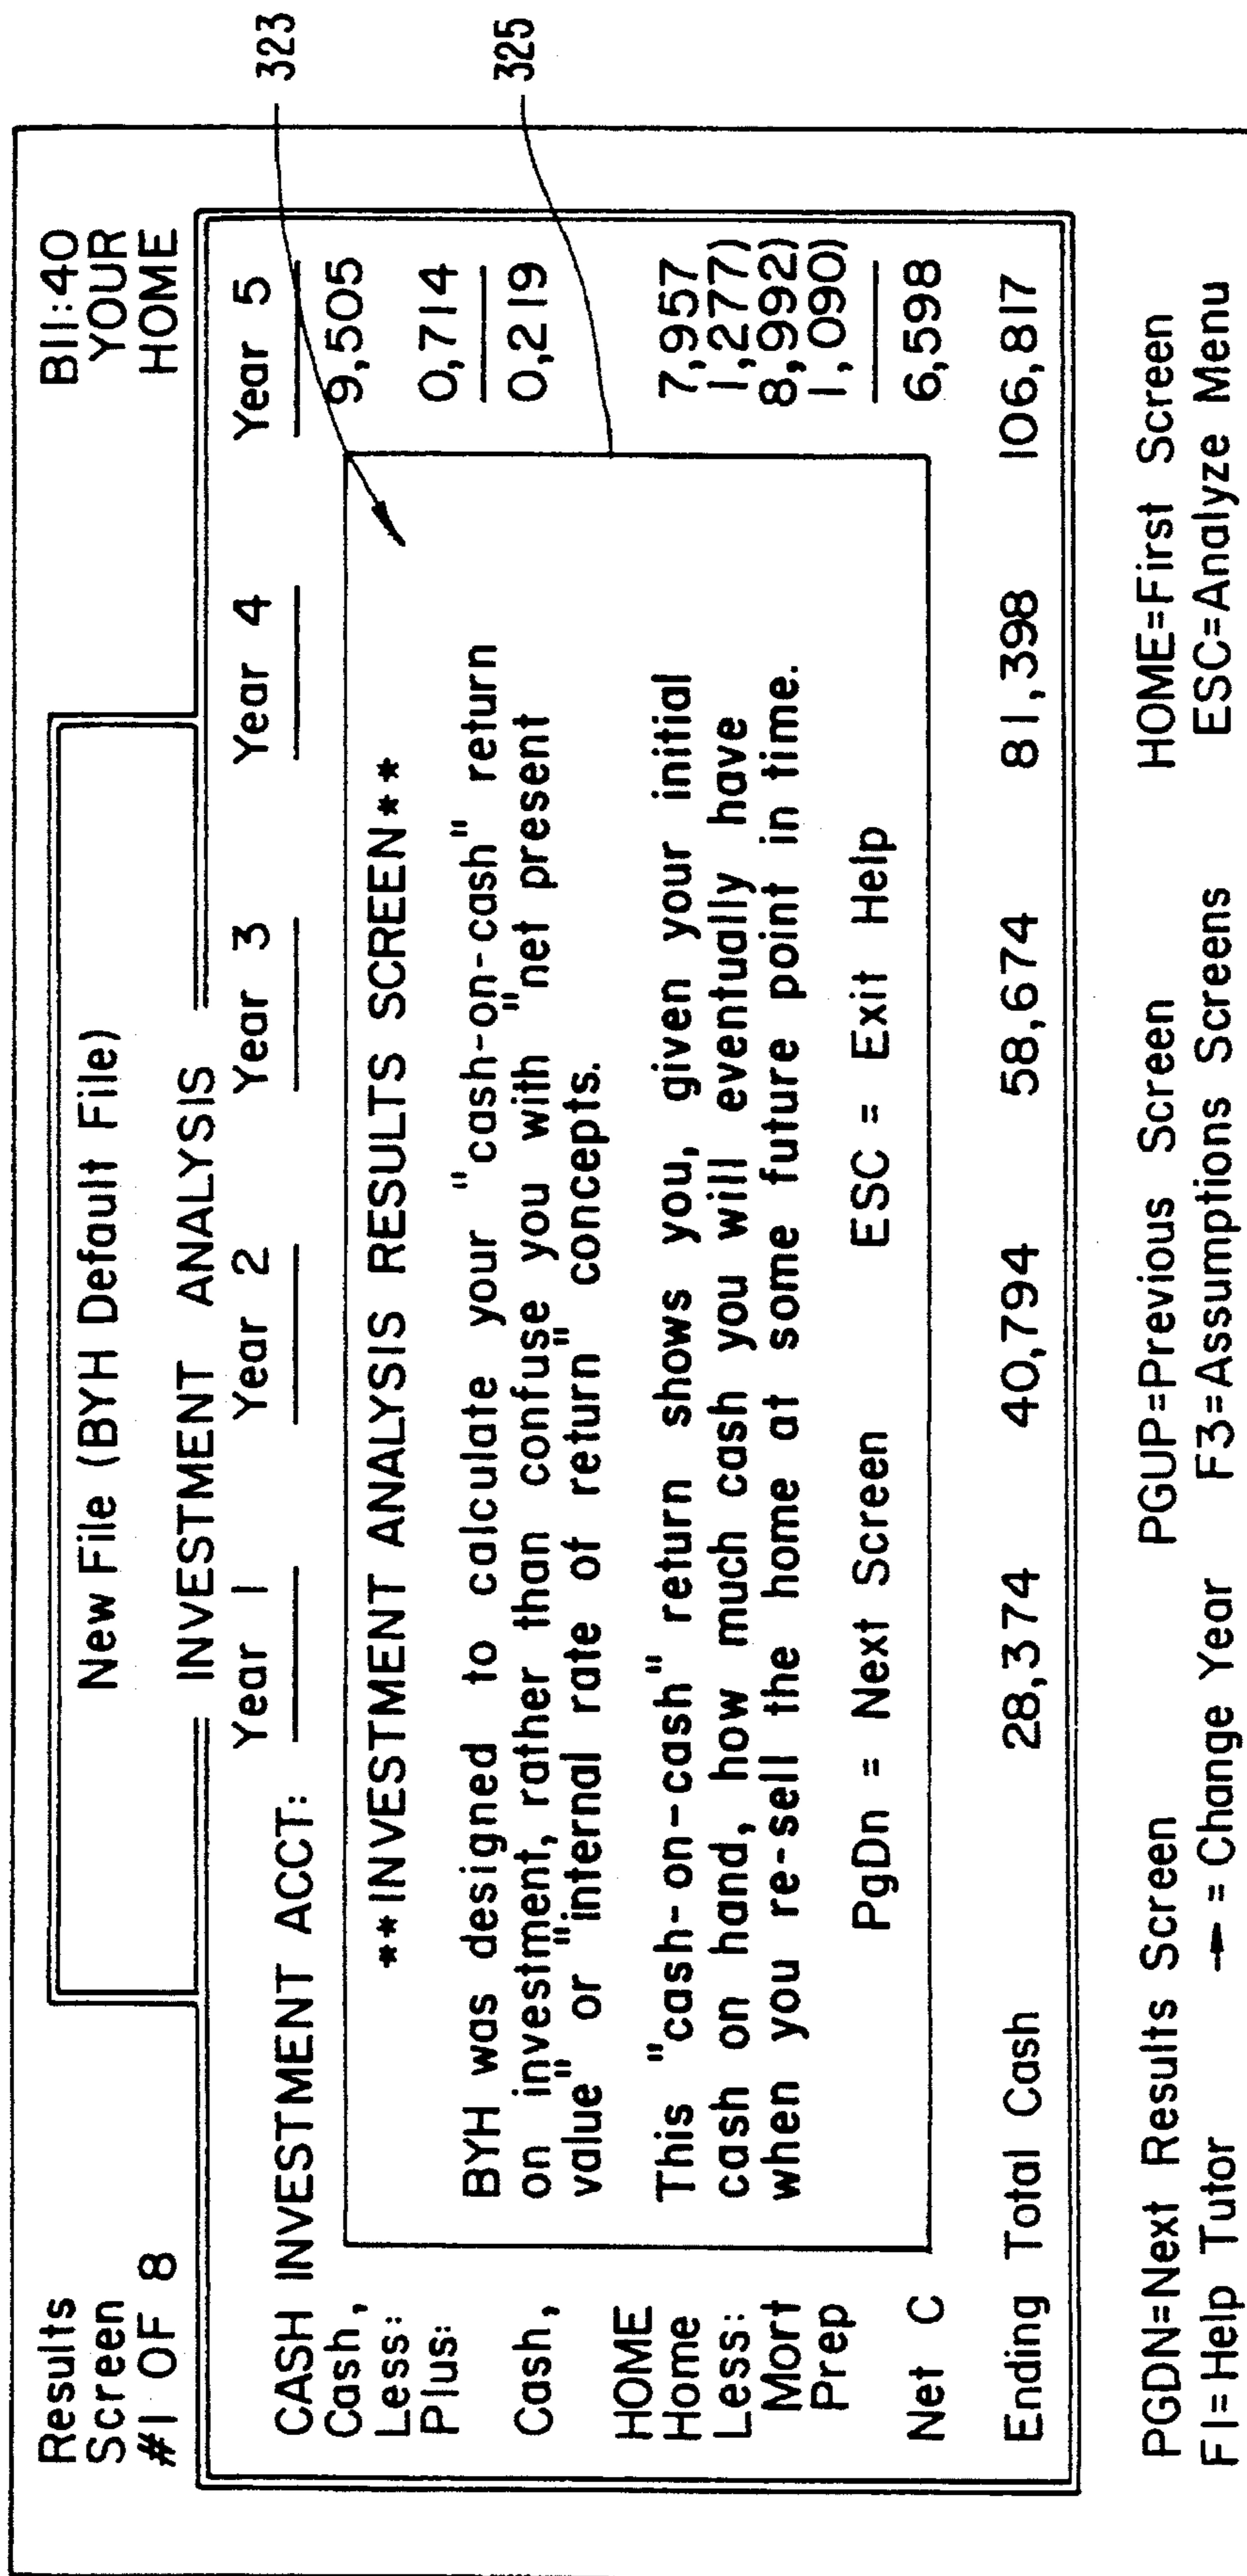 Results
Screen
#1 OF 8
New File (BYH Default File)
B11:40
YOUR
HOME
INVESTMENT ANALYSIS
Year 1 Year 2 Year 3 Year 4 Year 5
CASH INVESTMENT ACCT:
Cash, 9,505
Less:
Plus: 0,714
Cash, 0,219
HOME
Home 7,957
Less: 1,277)
Mort 8,992)
Prep 1,090)
Net C 6,598
**INVESTMENT ANALYSIS RESULTS SCREEN**
BYH was designed to calculate your "cash-on-cash" return
on investment, rather than confuse you with "net present
value" or "internal rate of return" concepts.
This "cash-on-cash" return shows you, given your initial
cash on hand, how much cash you will eventually have
when you re-sell the home at some future point in time.
PgDn = Next Screen ESC = Exit Help
Ending Total Cash 28,374 40,794 58,674 81,398 106,817
PGDN=Next Results Screen PGUP=Previous Screen HOME=First Screen
F1=Help Tutor → = Change Year F3=Assumptions Screens ESC=Analyze Menu
323
325